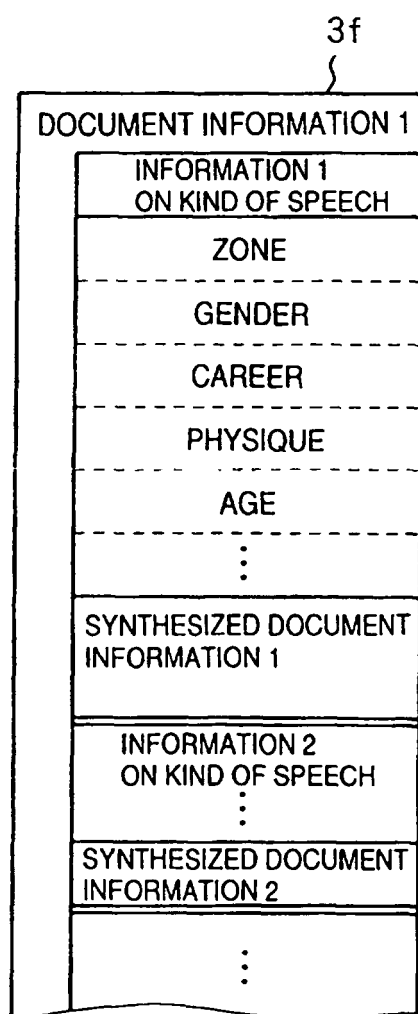 3f
DOCUMENT INFORMATION 1
INFORMATION 1
ON KIND OF SPEECH
ZONE
GENDER
CAREER
PHYSIQUE
AGE
⋮
SYNTHESIZED DOCUMENT
INFORMATION 1
INFORMATION 2
ON KIND OF SPEECH
⋮
SYNTHESIZED DOCUMENT
INFORMATION 2
⋮